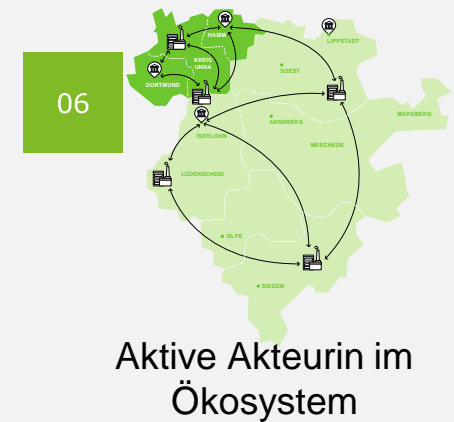 HAMM
LIPPSTADT
KREIS
UNNA
SOEST
DORTMUND
06
ARNSBERG
MARSBERG
ISERLOHN
MESCHEDE
LÜDENSCHEID
OLPE
SIEGEN
Aktive Akteurin im
Ökosystem